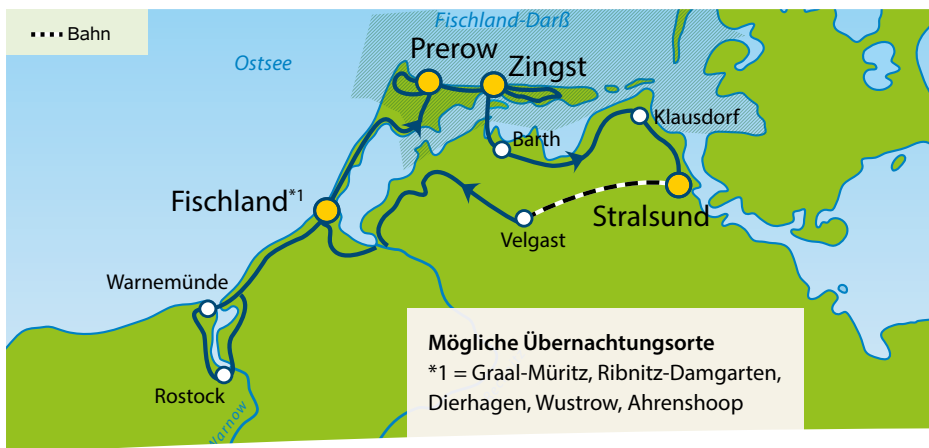 Bahn
Fischland-Darß
Ostsee
Prerow
Zingst
Klausdorf
Barth
Fischland*1
Stralsund
Velgast
Warnemünde
Rostock
Warnow
Mögliche Übernachtungsorte
*1 = Graal-Müritz, Ribnitz-Damgarten,
Dierhagen, Wustrow, Ahrenshoop